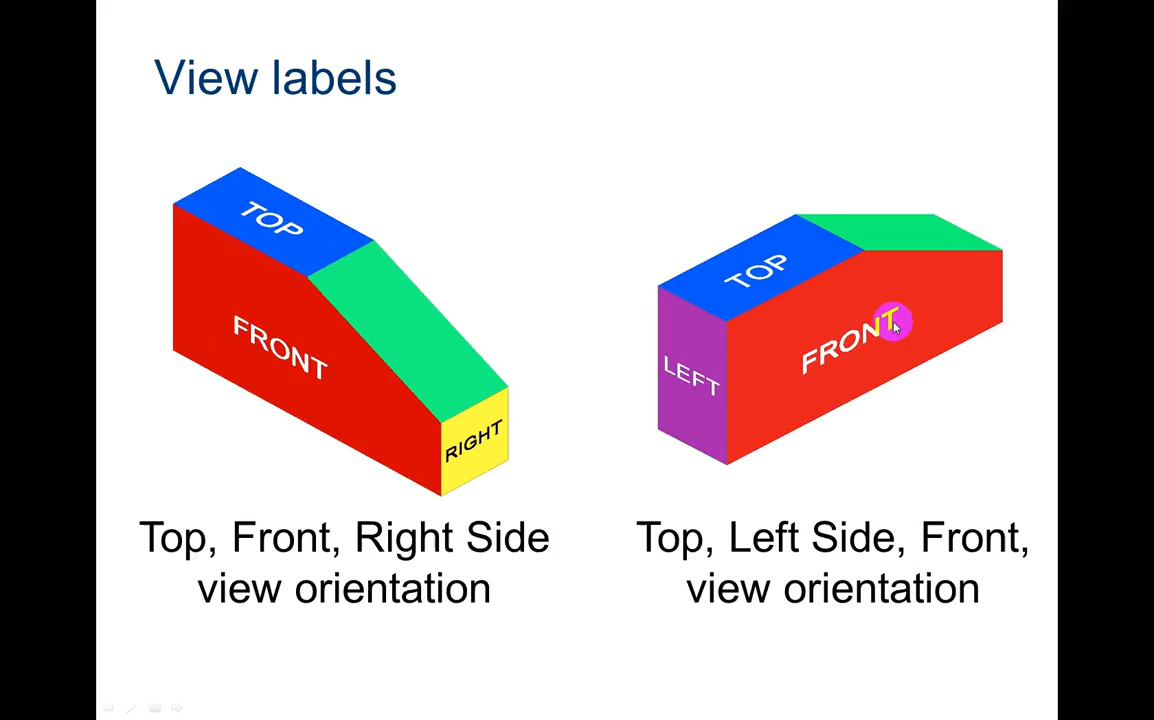 View labels
TOP
FRONT
RIGHT
TOP
LEFT
FRONT
Top, Front, Right Side
view orientation
Top, Left Side, Front,
view orientation